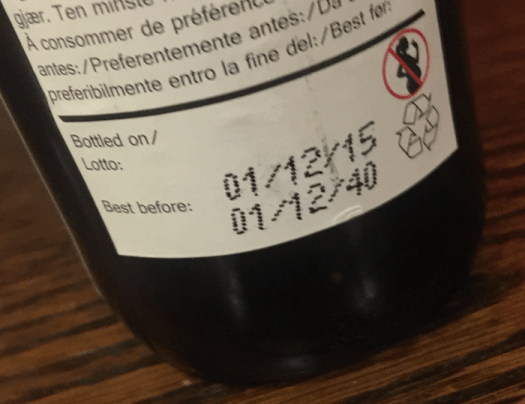 gjær. Ten minste
À consommer de préférence
antes:/Preferentemente antes:/Da
preferibilmente entro la fine del:/Best før:
Bottled on/
Lotto:
01/12/15
Best before:
01/12/40